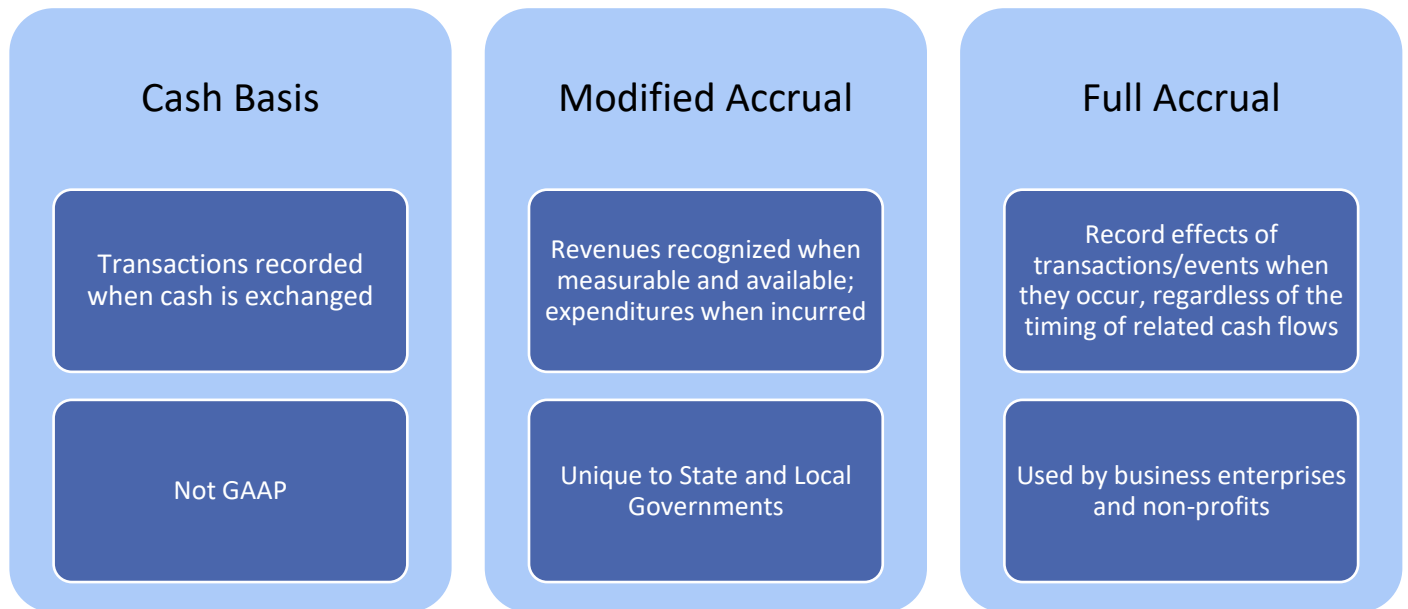 Cash Basis
Transactions recorded
when cash is exchanged
Not GAAP
Modified Accrual
Revenues recognized when
measurable and available;
expenditures when incurred
Unique to State and Local
Governments
Full Accrual
Record effects of
transactions/events when
they occur, regardless of the
timing of related cash flows
Used by business enterprises
and non-profits